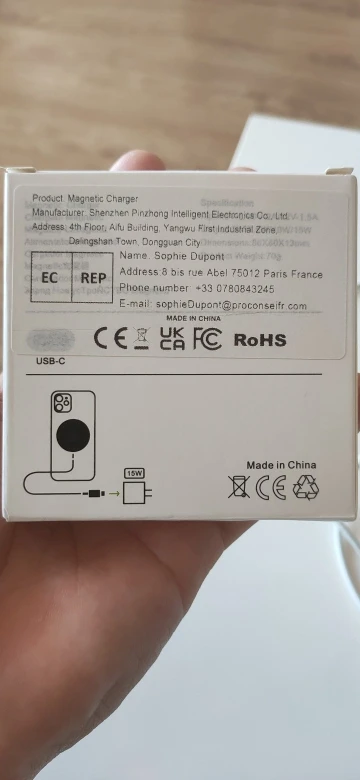 Product: Magnetic Charger
Specification
Manufacturer: Shenzhen Pinzhong Intelligent Electronics Co., Ltd.
Address: 4th Floor, Aifu Building, Yangwu First Industrial Zone,
Dalingshan Town, Dongguan City
EC REP
Name: Sophie Dupont
Address 8 bis rue Abel 75012 Paris France
Phone number +33 0780843245
E-mail: sophieDupont@proconseifr.com
MADE IN CHINA
CE UK CA FC RoHS
USB-C
15W
Made in China
CE